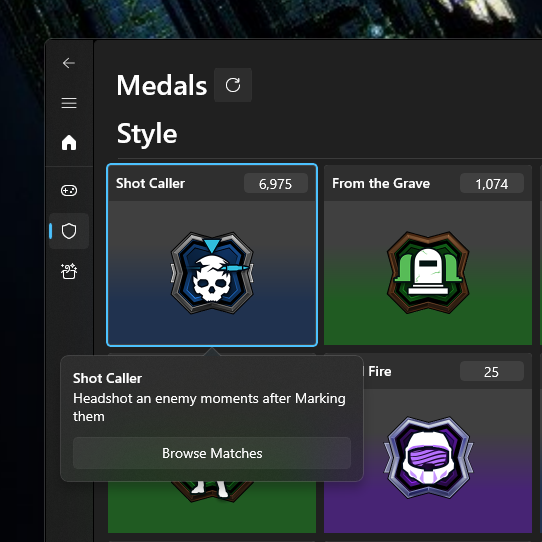 Medals
Style
Shot Caller 6,975
From the Grave 1,074
Fire 25
Shot Caller
Headshot an enemy moments after Marking
them
Browse Matches